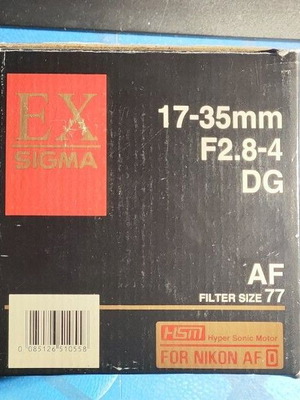 EX
SIGMA
17-35mm
F2.8-4
DG
AF
FILTER SIZE 77
0 085126 510558
HSM Hyper Sonic Motor
FOR NIKON AF D